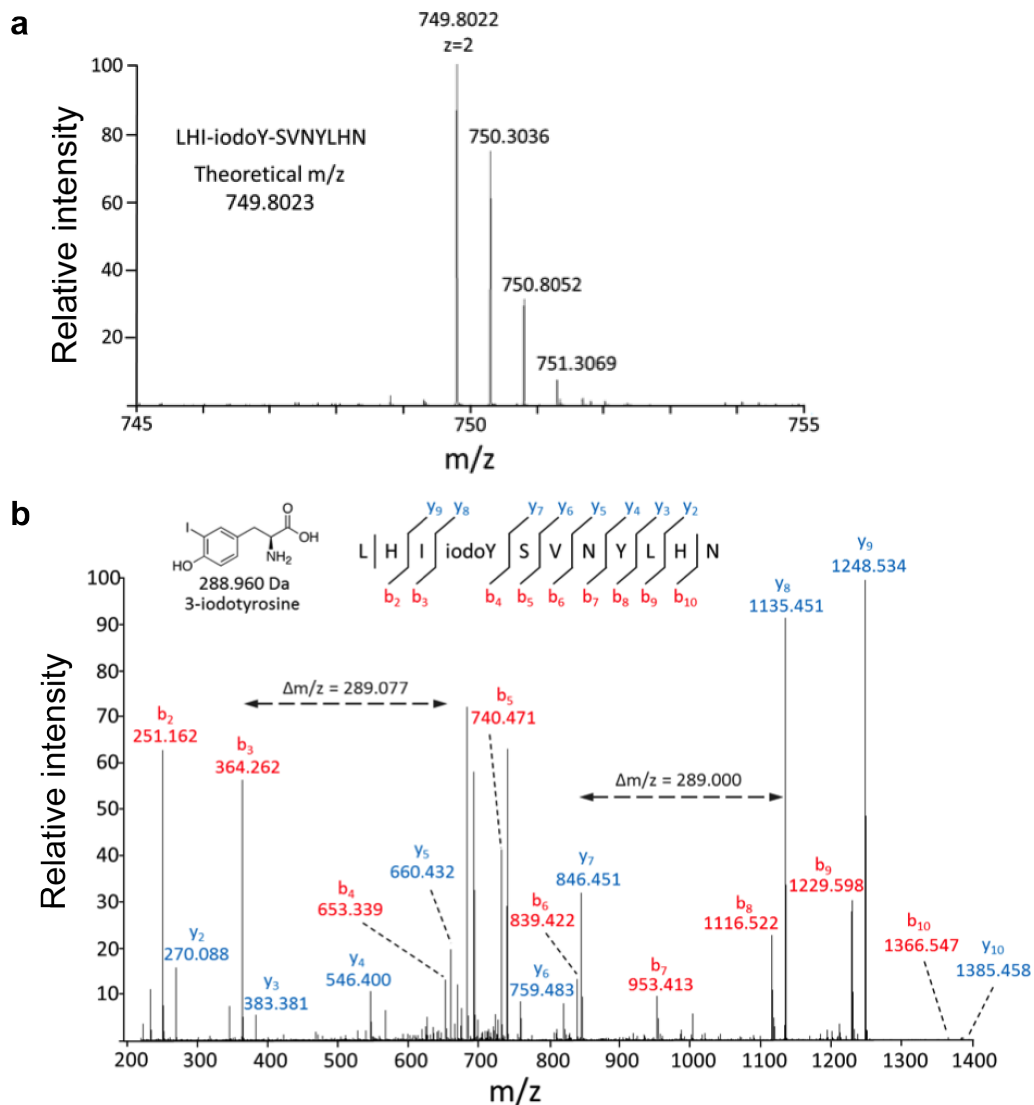 a
749.8022
z=2
100
80
60
40
20
Relative intensity
LHI-iodoY-SVNYLHN
Theoretical m/z
749.8023
750.3036
750.8052
751.3069
745
750
755
m/z
b
I
HO
O
OH
NH₂
288.960 Da
3-iodotyrosine
y₉ y₈ y₇ y₆ y₅ y₄ y₃ y₂
L H I iodoY S V N Y L H N
b₂ b₃ b₄ b₅ b₆ b₇ b₈ b₉ b₁₀
100
90
80
70
60
50
40
30
20
10
Relative intensity
b₂
251.162
y₂
270.088
b₃
364.262
y₃
383.381
Δm/z = 289.077
y₄
546.400
b₄
653.339
y₅
660.432
b₅
740.471
y₆
759.483
b₆
839.422
y₇
846.451
Δm/z = 289.000
b₇
953.413
b₈
1116.522
y₈
1135.451
b₉
1229.598
y₉
1248.534
b₁₀
1366.547
y₁₀
1385.458
200 300 400 500 600 700 800 900 1000 1100 1200 1300 1400
m/z